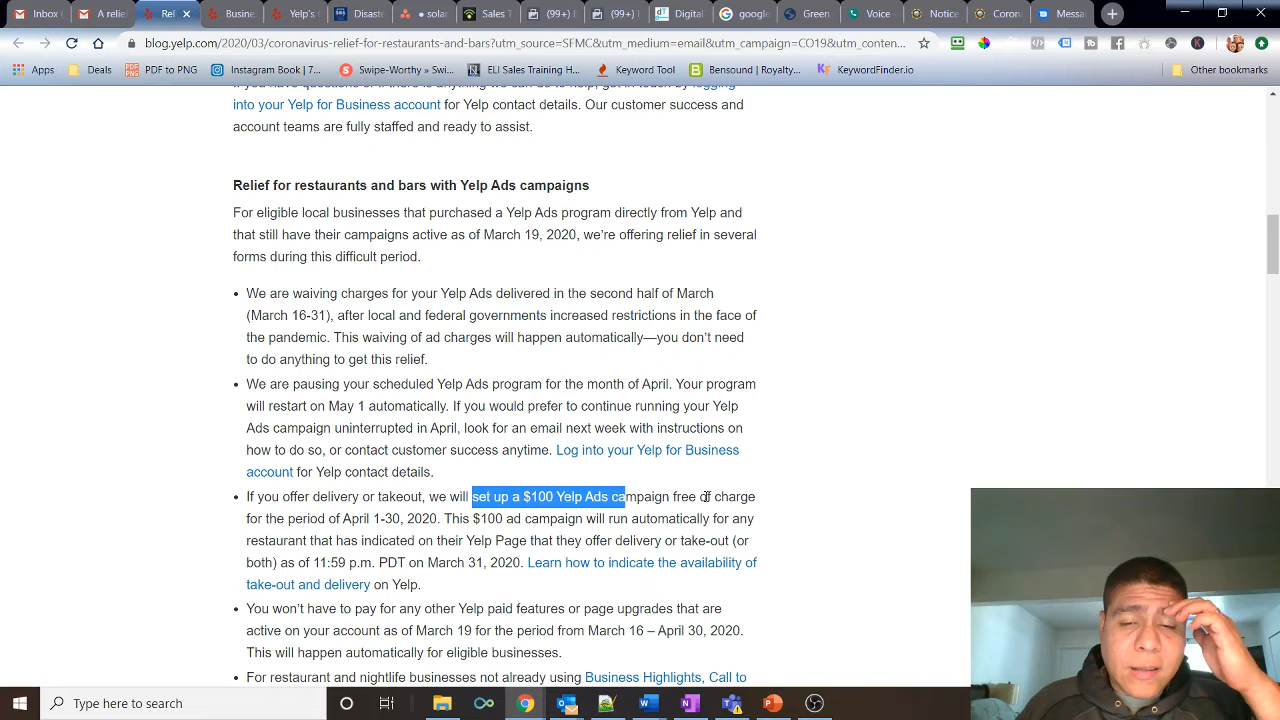 Inbox (
A relief
Rel
Busine
Yelp's
Disaste
solar
Sales T
(99+)
(99+)
Digital
google
Green
Voice -
Notice
Coron
Messa
blog.yelp.com/2020/03/coronavirus-relief-for-restaurants-and-bars?utm_source=SFMC&utm_medium=email&utm_campaign=CO19&utm_conten...
Apps
Deals
PDF to PNG
Instagram Book | 7...
Swipe-Worthy » Swi...
ELI Sales Training H...
Keyword Tool
Bensound | Royalty...
KeywordFinder.io
Other bookmarks
into your Yelp for Business account for Yelp contact details. Our customer success and
account teams are fully staffed and ready to assist.
Relief for restaurants and bars with Yelp Ads campaigns
For eligible local businesses that purchased a Yelp Ads program directly from Yelp and
that still have their campaigns active as of March 19, 2020, we're offering relief in several
forms during this difficult period.
• We are waiving charges for your Yelp Ads delivered in the second half of March
(March 16-31), after local and federal governments increased restrictions in the face of
the pandemic. This waiving of ad charges will happen automatically—you don't need
to do anything to get this relief.
• We are pausing your scheduled Yelp Ads program for the month of April. Your program
will restart on May 1 automatically. If you would prefer to continue running your Yelp
Ads campaign uninterrupted in April, look for an email next week with instructions on
how to do so, or contact customer success anytime. Log into your Yelp for Business
account for Yelp contact details.
• If you offer delivery or takeout, we will set up a $100 Yelp Ads campaign free of charge
for the period of April 1-30, 2020. This $100 ad campaign will run automatically for any
restaurant that has indicated on their Yelp Page that they offer delivery or take-out (or
both) as of 11:59 p.m. PDT on March 31, 2020. Learn how to indicate the availability of
take-out and delivery on Yelp.
• You won't have to pay for any other Yelp paid features or page upgrades that are
active on your account as of March 19 for the period from March 16 – April 30, 2020.
This will happen automatically for eligible businesses.
• For restaurant and nightlife businesses not already using Business Highlights, Call to
Type here to search